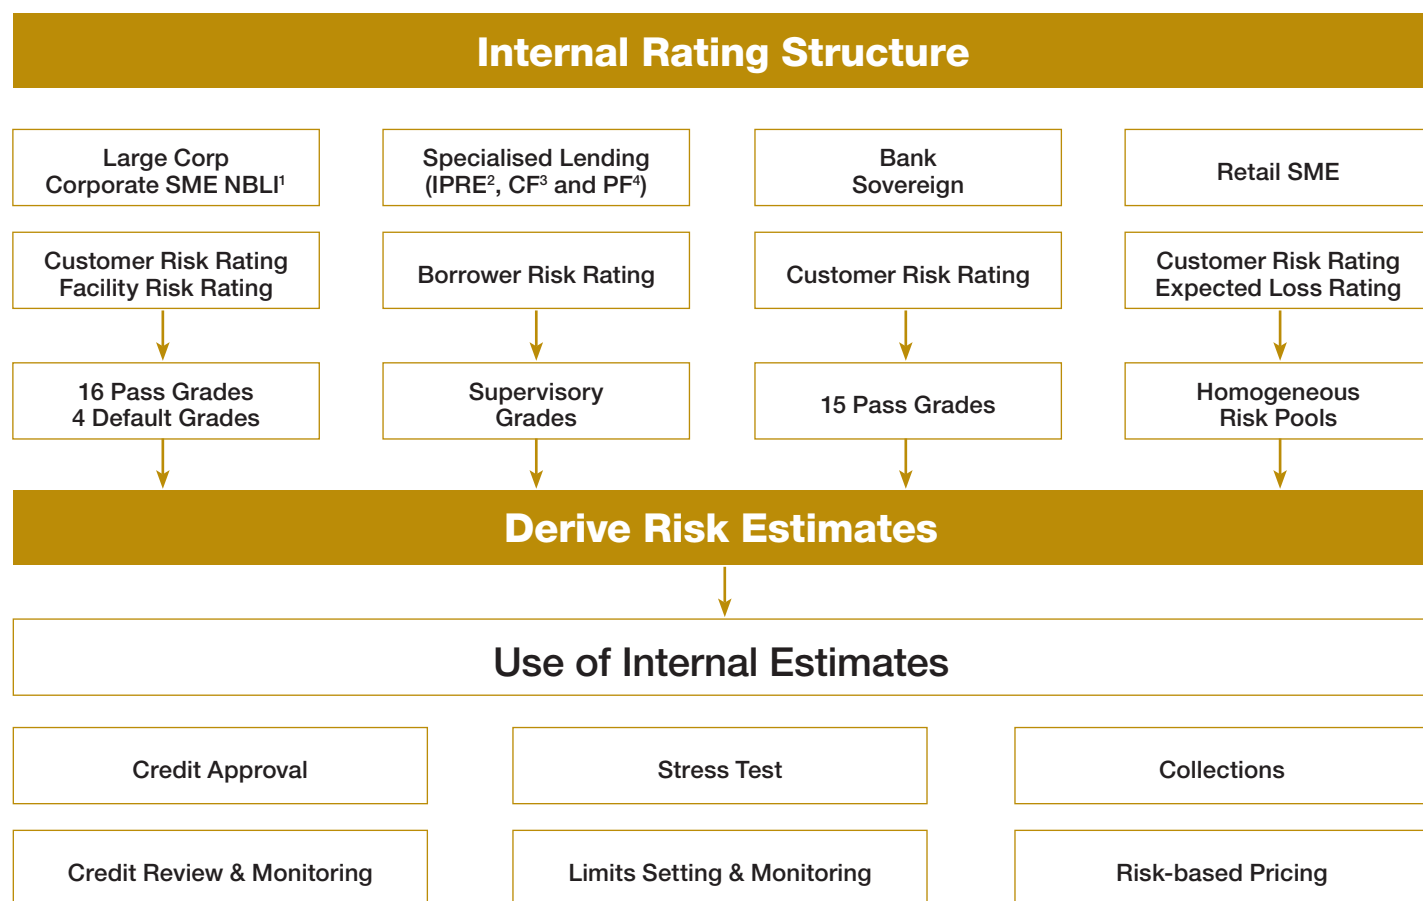 Internal Rating Structure
Large Corp
Corporate SME NBLI¹
Specialised Lending
(IPRE², CF³ and PF⁴)
Bank
Sovereign
Retail SME
Customer Risk Rating
Facility Risk Rating
Borrower Risk Rating
Customer Risk Rating
Customer Risk Rating
Expected Loss Rating
16 Pass Grades
4 Default Grades
Supervisory
Grades
15 Pass Grades
Homogeneous
Risk Pools
Derive Risk Estimates
Use of Internal Estimates
Credit Approval
Stress Test
Collections
Credit Review & Monitoring
Limits Setting & Monitoring
Risk-based Pricing